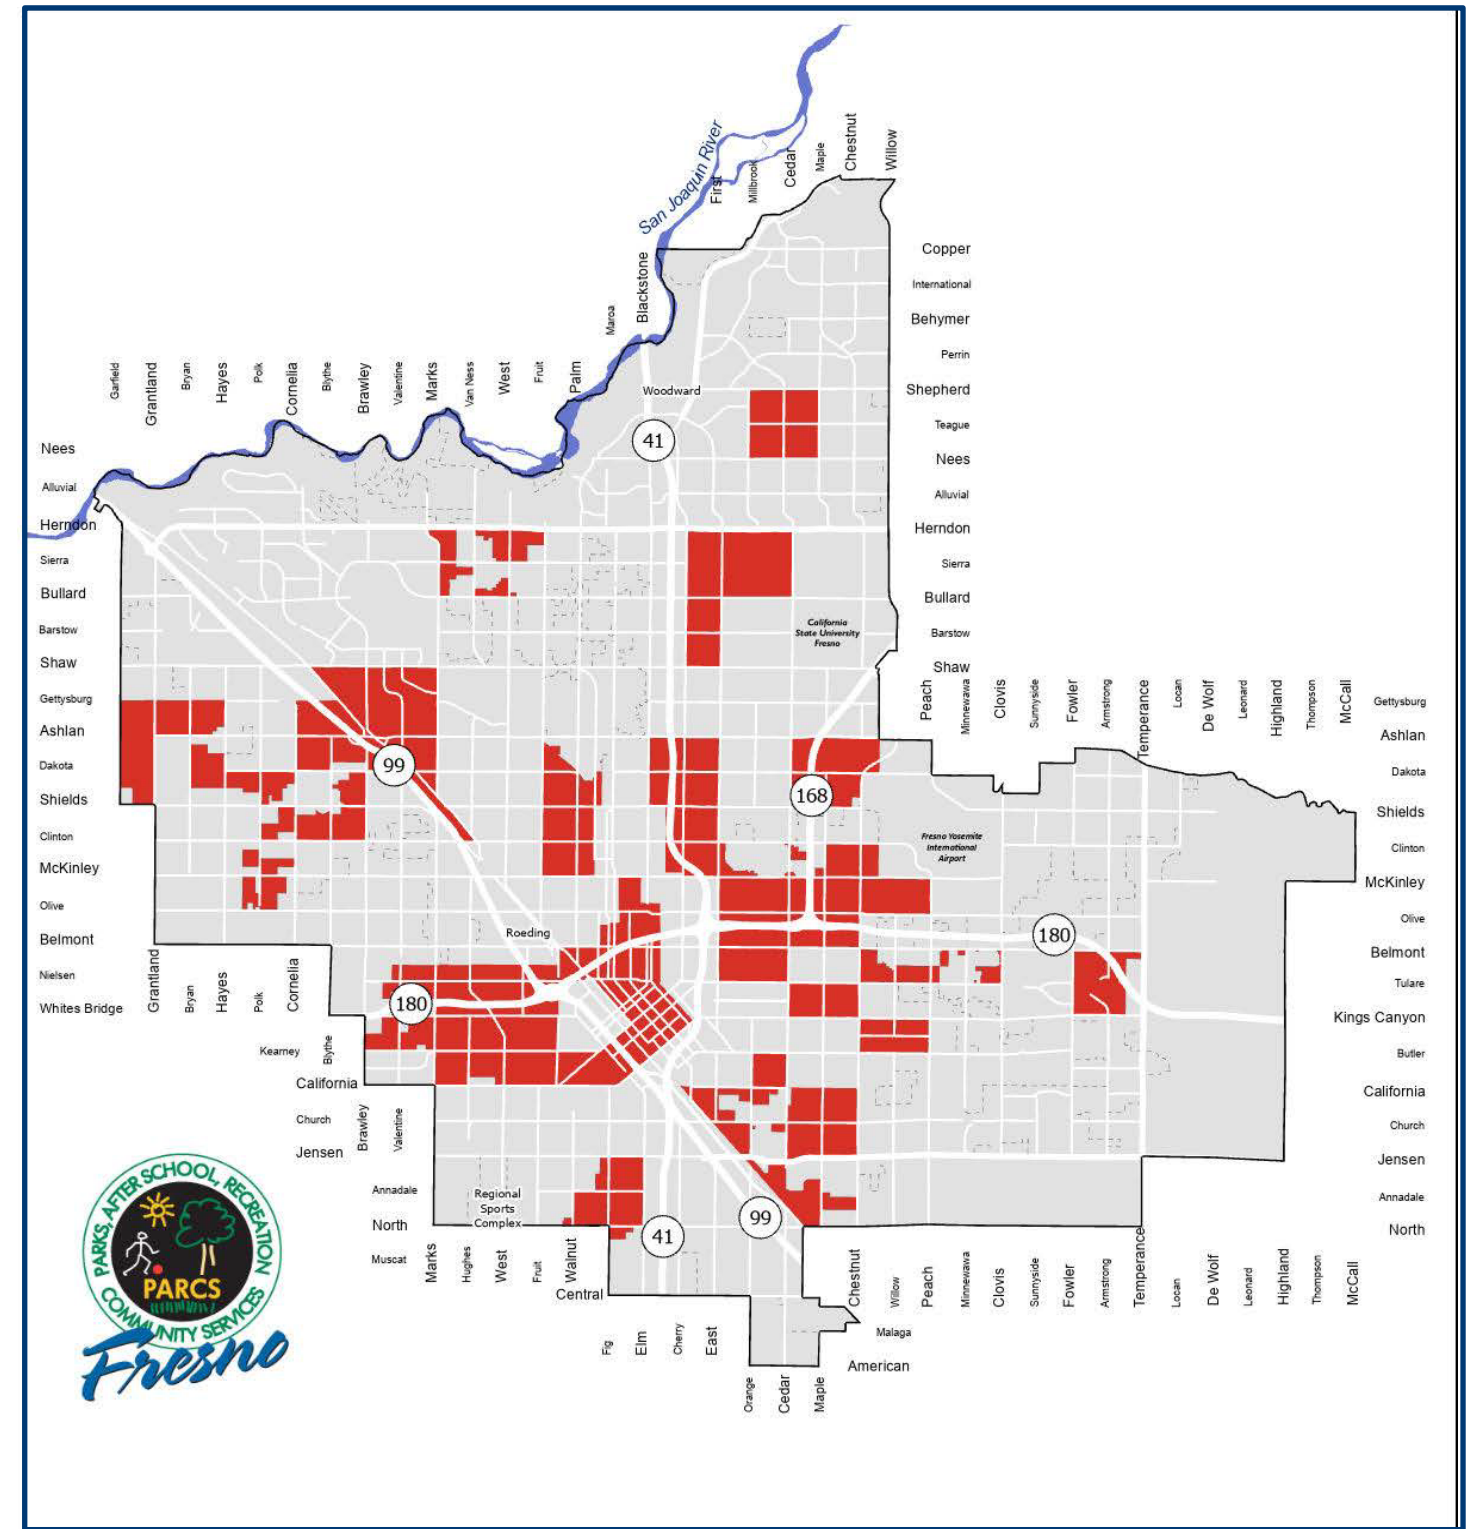 San Joaquin River
First
Millbrook
Cedar
Maple
Chestnut
Willow
Blackstone
Maroa
Copper
International
Behymer
Perrin
Shepherd
Teague
Nees
Alluvial
Herndon
Sierra
Bullard
Barstow
Shaw
Garfield
Grantland
Bryan
Hayes
Polk
Cornelia
Blythe
Brawley
Valentine
Marks
Van Ness
West
Fruit
Palm
Woodward
41
Nees
Alluvial
Herndon
Sierra
Bullard
Barstow
Shaw
Gettysburg
Ashlan
Dakota
Shields
Clinton
McKinley
Olive
Belmont
Nielsen
Whites Bridge
California
State University
Fresno
Peach
Minnewawa
Clovis
Sunnyside
Fowler
Armstrong
Temperance
Locan
De Wolf
Leonard
Highland
Thompson
McCall
Gettysburg
Ashlan
Dakota
Shields
Clinton
McKinley
Olive
Belmont
Tulare
Kings Canyon
Butler
California
Church
Jensen
Annadale
North
99
168
Fresno Yosemite
International
Airport
Roeding
180
180
Grantland
Bryan
Hayes
Polk
Cornelia
Kearney
Blythe
California
Church
Brawley
Valentine
Jensen
Annadale
North
Muscat
Regional
Sports
Complex
Marks
Hughes
West
Fruit
Walnut
Central
41
99
Fig
Elm
Cherry
East
Orange
Cedar
Maple
Malaga
American
Chestnut
Willow
Peach
Minnewawa
Clovis
Sunnyside
Fowler
Armstrong
Temperance
Locan
De Wolf
Leonard
Highland
Thompson
McCall
PARKS, AFTER SCHOOL, RECREATION
PARCS
COMMUNITY SERVICES
Fresno